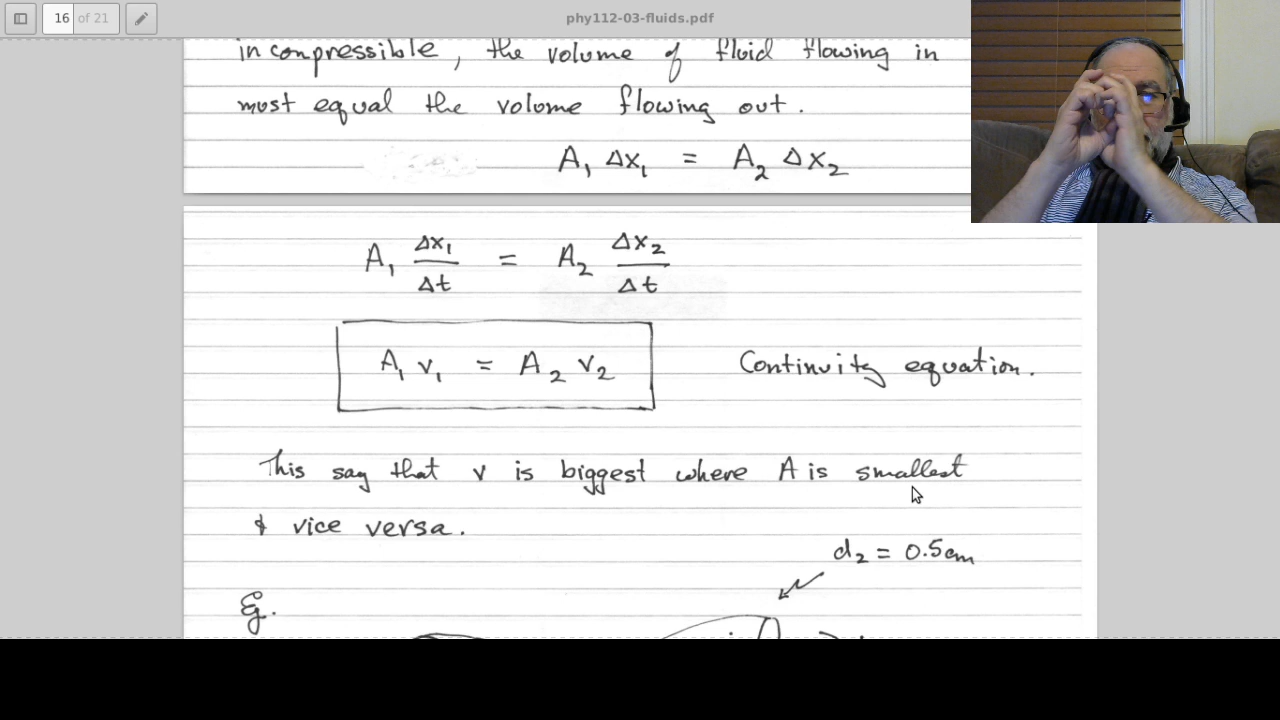 16 of 21
phy112-03-fluids.pdf
incompressible, the volume of fluid flowing in
must equal the volume flowing out.
A₁ Δx₁ = A₂ Δx₂
A₁ Δx₁/Δt = A₂ Δx₂/Δt
A₁ v₁ = A₂ v₂ Continuity equation.
This say that v is biggest where A is smallest
& vice versa.
d₂ = 0.5cm
Eg.